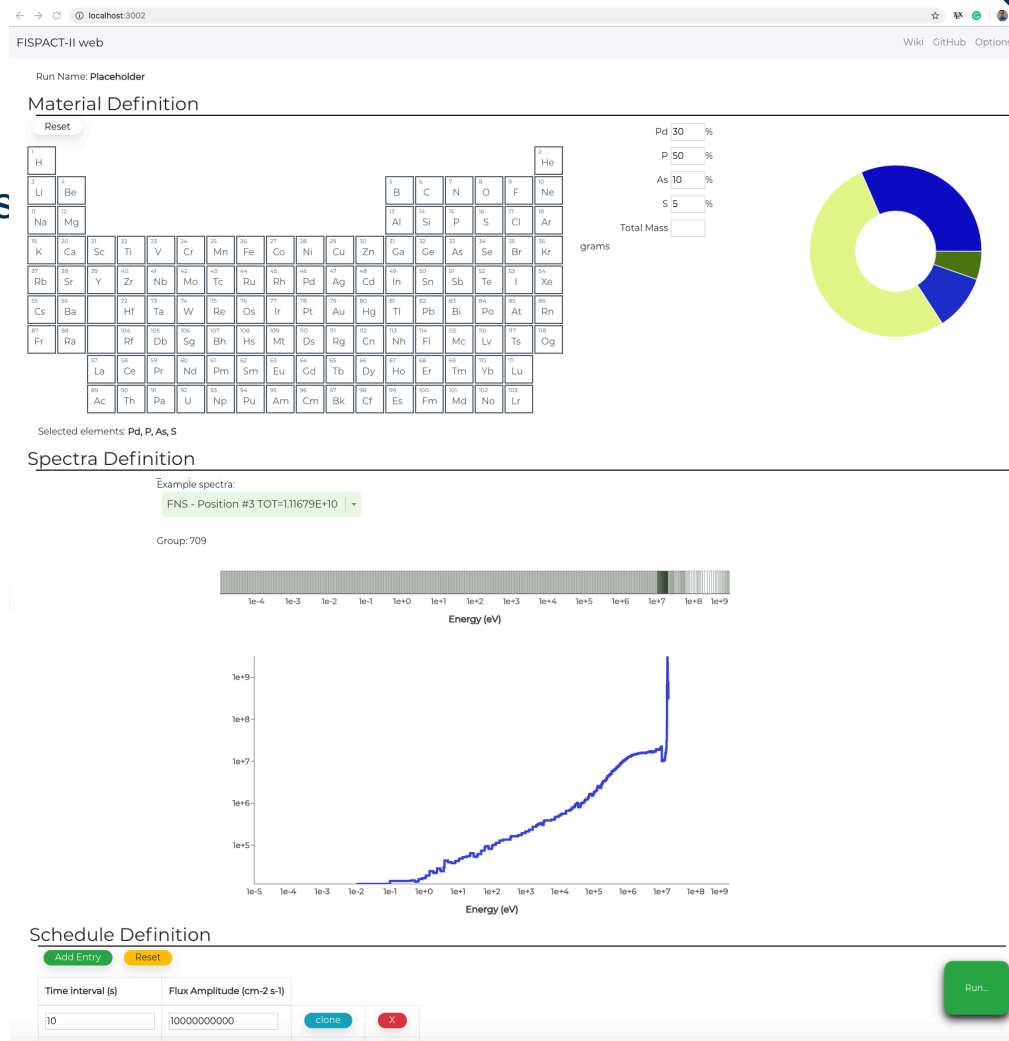 localhost:3002
FISPACT-II web
Wiki GitHub Options
Run Name: Placeholder
Material Definition
Reset
Pd 30 %
P 50 %
As 10 %
S 5 %
Total Mass
grams
1 H 2 He
3 Li 4 Be 5 B 6 C 7 N 8 O 9 F 10 Ne
11 Na 12 Mg 13 Al 14 Si 15 P 16 S 17 Cl 18 Ar
19 K 20 Ca 21 Sc 22 Ti 23 V 24 Cr 25 Mn 26 Fe 27 Co 28 Ni 29 Cu 30 Zn 31 Ga 32 Ge 33 As 34 Se 35 Br 36 Kr
37 Rb 38 Sr 39 Y 40 Zr 41 Nb 42 Mo 43 Tc 44 Ru 45 Rh 46 Pd 47 Ag 48 Cd 49 In 50 Sn 51 Sb 52 Te 53 I 54 Xe
55 Cs 56 Ba 72 Hf 73 Ta 74 W 75 Re 76 Os 77 Ir 78 Pt 79 Au 80 Hg 81 Tl 82 Pb 83 Bi 84 Po 85 At 86 Rn
87 Fr 88 Ra 104 Rf 105 Db 106 Sg 107 Bh 108 Hs 109 Mt 110 Ds 111 Rg 112 Cn 113 Nh 114 Fl 115 Mc 116 Lv 117 Ts 118 Og
57 La 58 Ce 59 Pr 60 Nd 61 Pm 62 Sm 63 Eu 64 Gd 65 Tb 66 Dy 67 Ho 68 Er 69 Tm 70 Yb 71 Lu
89 Ac 90 Th 91 Pa 92 U 93 Np 94 Pu 95 Am 96 Cm 97 Bk 98 Cf 99 Es 100 Fm 101 Md 102 No 103 Lr
s
Selected elements: Pd, P, As, S
Spectra Definition
Example spectra:
FNS - Position #3 TOT=1.11679E+10
Group: 709
1e-4 1e-3 1e-2 1e-1 1e+0 1e+1 1e+2 1e+3 1e+4 1e+5 1e+6 1e+7 1e+8 1e+9
Energy (eV)
1e+9
1e+8
1e+7
1e+6
1e+5
1e-5 1e-4 1e-3 1e-2 1e-1 1e+0 1e+1 1e+2 1e+3 1e+4 1e+5 1e+6 1e+7 1e+8 1e+9
Energy (eV)
Schedule Definition
Add Entry Reset
Time interval (s) Flux Amplitude (cm-2 s-1)
10 10000000000 clone X
Run...